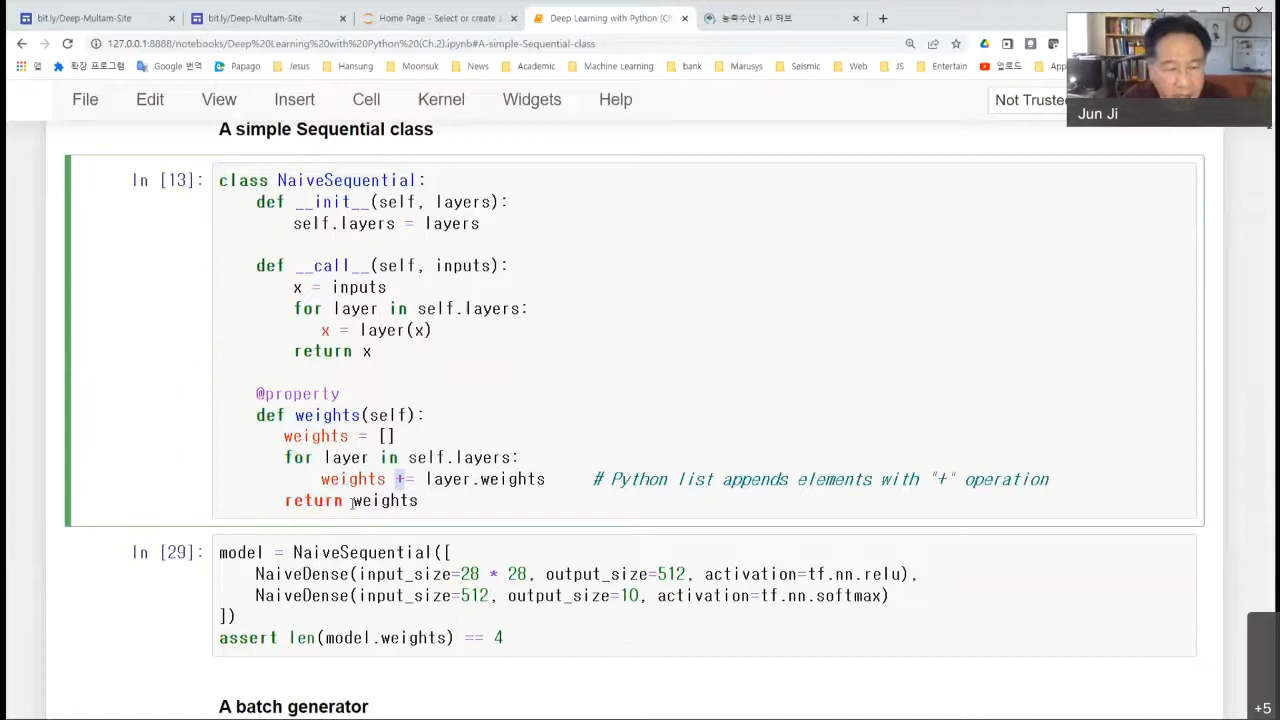 bit.ly/Deep-Multam-Site
bit.ly/Deep-Multam-Site
Home Page - Select or create a
Deep Learning with Python (C
농축수산 | AI 허브
127.0.0.1:8888/notebooks/Deep%20Learning%20with%20Python%20(Ch.2).ipynb#A-simple-Sequential-class
앱
확장 프로그램
Google 번역
Papago
Jesus
Hansung
Moonsuk
News
Academic
Machine Learning
bank
Marusys
Seismic
Web
JS
Entertain
업로드
App
File Edit View Insert Cell Kernel Widgets Help
Not Trusted
Jun Ji
A simple Sequential class
In [13]:
class NaiveSequential:
    def __init__(self, layers):
        self.layers = layers
    def __call__(self, inputs):
        x = inputs
        for layer in self.layers:
            x = layer(x)
        return x
    @property
    def weights(self):
        weights = []
        for layer in self.layers:
            weights += layer.weights     # Python list appends elements with "+" operation
        return weights
In [29]:
model = NaiveSequential([
    NaiveDense(input_size=28 * 28, output_size=512, activation=tf.nn.relu),
    NaiveDense(input_size=512, output_size=10, activation=tf.nn.softmax)
])
assert len(model.weights) == 4
A batch generator
+5